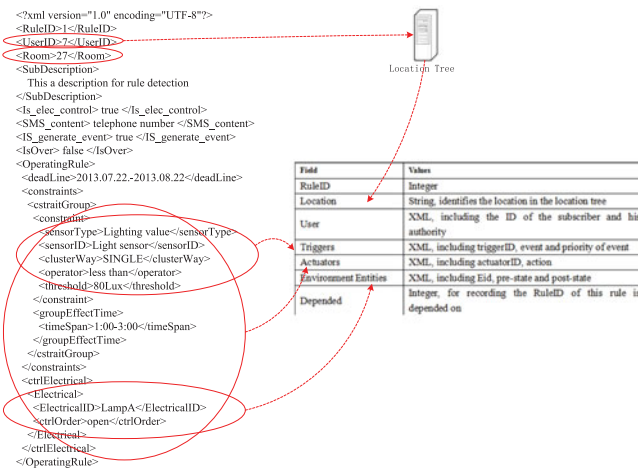 <?xml version="1.0" encoding="UTF-8"?>
<RuleID>1</RuleID>
<UserID>7</UserID>
<Room>27</Room>
<SubDescription>
This a description for rule detection
</SubDescription>
<Is_elec_control> true </Is_elec_control>
<SMS_content> telephone number </SMS_content>
<IS_generate_event> true </IS_generate_event>
<IsOver> false </IsOver>
<OperatingRule>
<deadLine>2013.07.22.-2013.08.22</deadLine>
<constraints>
<cstraitGroup>
<constraint>
<sensorType>Lighting value</sensorType>
<sensorID>Light sensor</sensorID>
<clusterWay>SINGLE</clusterWay>
<operator>less than</operator>
<threshold>80Lux</threshold>
</constraint>
<groupEffectTime>
<timeSpan>1:00-3:00</timeSpan>
</groupEffectTime>
</cstraitGroup>
</constraints>
<ctrlElectrical>
<Electrical>
<ElectricalID>LampA</ElectricalID>
<ctrlOrder>open</ctrlOrder>
</Electrical>
</ctrlElectrical>
</OperatingRule>
Location Tree
Field Values
RuleID Integer
Location String, identifies the location in the location tree
User XML, including the ID of the subscriber and hi
authority
Triggers XML, including triggerID, event and priority of event
Actuators XML, including actuatorID, action
Environment Entities XML, including Eid, pre-state and post-state
Depended Integer, for recording the RuleID of this rule i
depended on